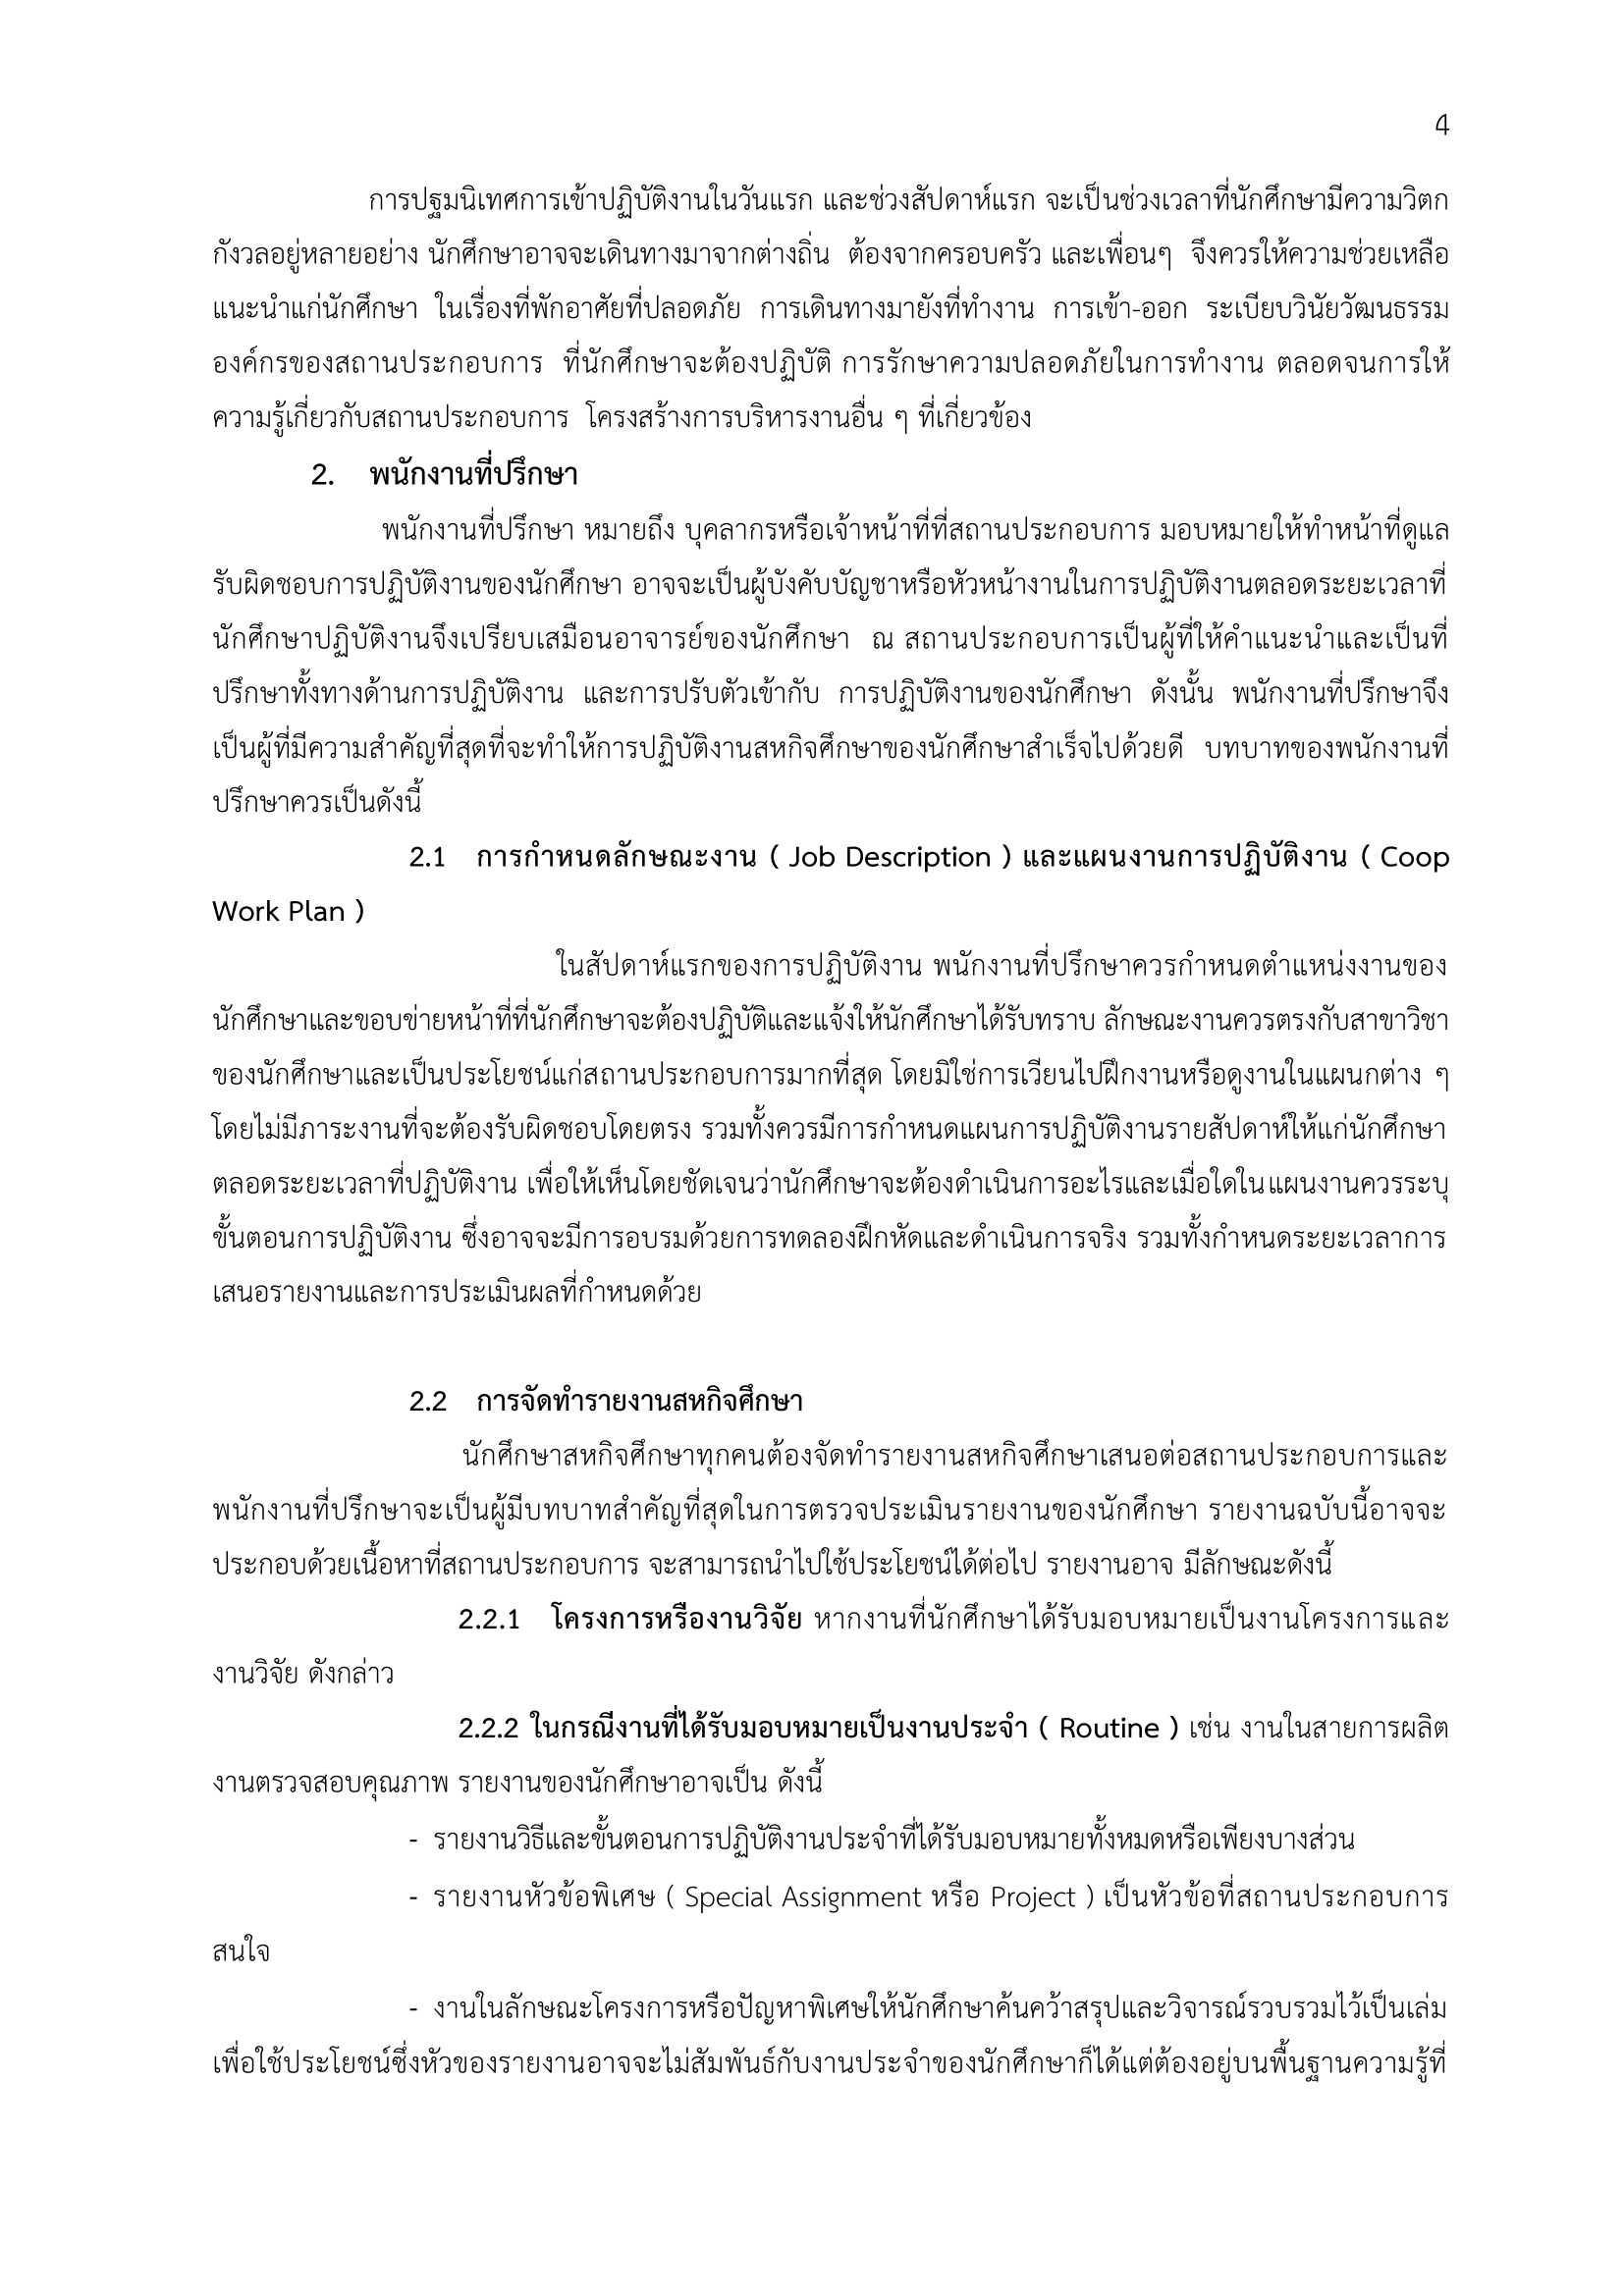 4
การปฐมนิเทศการเข้าปฏิบัติงานในวันแรก และช่วงสัปดาห์แรก จะเป็นช่วงเวลาที่นักศึกษามีความวิตก
กังวลอยู่หลายอย่าง นักศึกษาอาจจะเดินทางมาจากต่างถิ่น ต้องจากครอบครัว และเพื่อนๆ จึงควรให้ความช่วยเหลือ
แนะนำแก่นักศึกษา ในเรื่องที่พักอาศัยที่ปลอดภัย การเดินทางมายังที่ทำงาน การเข้า-ออก ระเบียบวินัยวัฒนธรรม
องค์กรของสถานประกอบการ ที่นักศึกษาจะต้องปฏิบัติ การรักษาความปลอดภัยในการทำงาน ตลอดจนการให้
ความรู้เกี่ยวกับสถานประกอบการ โครงสร้างการบริหารงานอื่น ๆ ที่เกี่ยวข้อง
2. พนักงานที่ปรึกษา
พนักงานที่ปรึกษา หมายถึง บุคลากรหรือเจ้าหน้าที่ที่สถานประกอบการ มอบหมายให้ทำหน้าที่ดูแล
รับผิดชอบการปฏิบัติงานของนักศึกษา อาจจะเป็นผู้บังคับบัญชาหรือหัวหน้างานในการปฏิบัติงานตลอดระยะเวลาที่
นักศึกษาปฏิบัติงานจึงเปรียบเสมือนอาจารย์ของนักศึกษา ณ สถานประกอบการเป็นผู้ที่ให้คำแนะนำและเป็นที่
ปรึกษาทั้งทางด้านการปฏิบัติงาน และการปรับตัวเข้ากับ การปฏิบัติงานของนักศึกษา ดังนั้น พนักงานที่ปรึกษาจึง
เป็นผู้ที่มีความสำคัญที่สุดที่จะทำให้การปฏิบัติงานสหกิจศึกษาของนักศึกษาสำเร็จไปด้วยดี บทบาทของพนักงานที่
ปรึกษาควรเป็นดังนี้
2.1 การกำหนดลักษณะงาน ( Job Description ) และแผนงานการปฏิบัติงาน ( Coop
Work Plan )
ในสัปดาห์แรกของการปฏิบัติงาน พนักงานที่ปรึกษาควรกำหนดตำแหน่งงานของ
นักศึกษาและขอบข่ายหน้าที่ที่นักศึกษาจะต้องปฏิบัติและแจ้งให้นักศึกษาได้รับทราบ ลักษณะงานควรตรงกับสาขาวิชา
ของนักศึกษาและเป็นประโยชน์แก่สถานประกอบการมากที่สุด โดยมิใช่การเวียนไปฝึกงานหรือดูงานในแผนกต่าง ๆ
โดยไม่มีภาระงานที่จะต้องรับผิดชอบโดยตรง รวมทั้งควรมีการกำหนดแผนการปฏิบัติงานรายสัปดาห์ให้แก่นักศึกษา
ตลอดระยะเวลาที่ปฏิบัติงาน เพื่อให้เห็นโดยชัดเจนว่านักศึกษาจะต้องดำเนินการอะไรและเมื่อใดในแผนงานควรระบุ
ขั้นตอนการปฏิบัติงาน ซึ่งอาจจะมีการอบรมด้วยการทดลองฝึกหัดและดำเนินการจริง รวมทั้งกำหนดระยะเวลาการ
เสนอรายงานและการประเมินผลที่กำหนดด้วย
2.2 การจัดทำรายงานสหกิจศึกษา
นักศึกษาสหกิจศึกษาทุกคนต้องจัดทำรายงานสหกิจศึกษาเสนอต่อสถานประกอบการและ
พนักงานที่ปรึกษาจะเป็นผู้มีบทบาทสำคัญที่สุดในการตรวจประเมินรายงานของนักศึกษา รายงานฉบับนี้อาจจะ
ประกอบด้วยเนื้อหาที่สถานประกอบการ จะสามารถนำไปใช้ประโยชน์ได้ต่อไป รายงานอาจ มีลักษณะดังนี้
2.2.1 โครงการหรืองานวิจัย หากงานที่นักศึกษาได้รับมอบหมายเป็นงานโครงการและ
งานวิจัย ดังกล่าว
2.2.2 ในกรณีงานที่ได้รับมอบหมายเป็นงานประจำ ( Routine ) เช่น งานในสายการผลิต
งานตรวจสอบคุณภาพ รายงานของนักศึกษาอาจเป็น ดังนี้
- รายงานวิธีและขั้นตอนการปฏิบัติงานประจำที่ได้รับมอบหมายทั้งหมดหรือเพียงบางส่วน
- รายงานหัวข้อพิเศษ ( Special Assignment หรือ Project ) เป็นหัวข้อที่สถานประกอบการ
สนใจ
- งานในลักษณะโครงการหรือปัญหาพิเศษให้นักศึกษาค้นคว้าสรุปและวิจารณ์รวบรวมไว้เป็นเล่ม
เพื่อใช้ประโยชน์ซึ่งหัวของรายงานอาจจะไม่สัมพันธ์กับงานประจำของนักศึกษาก็ได้แต่ต้องอยู่บนพื้นฐานความรู้ที่